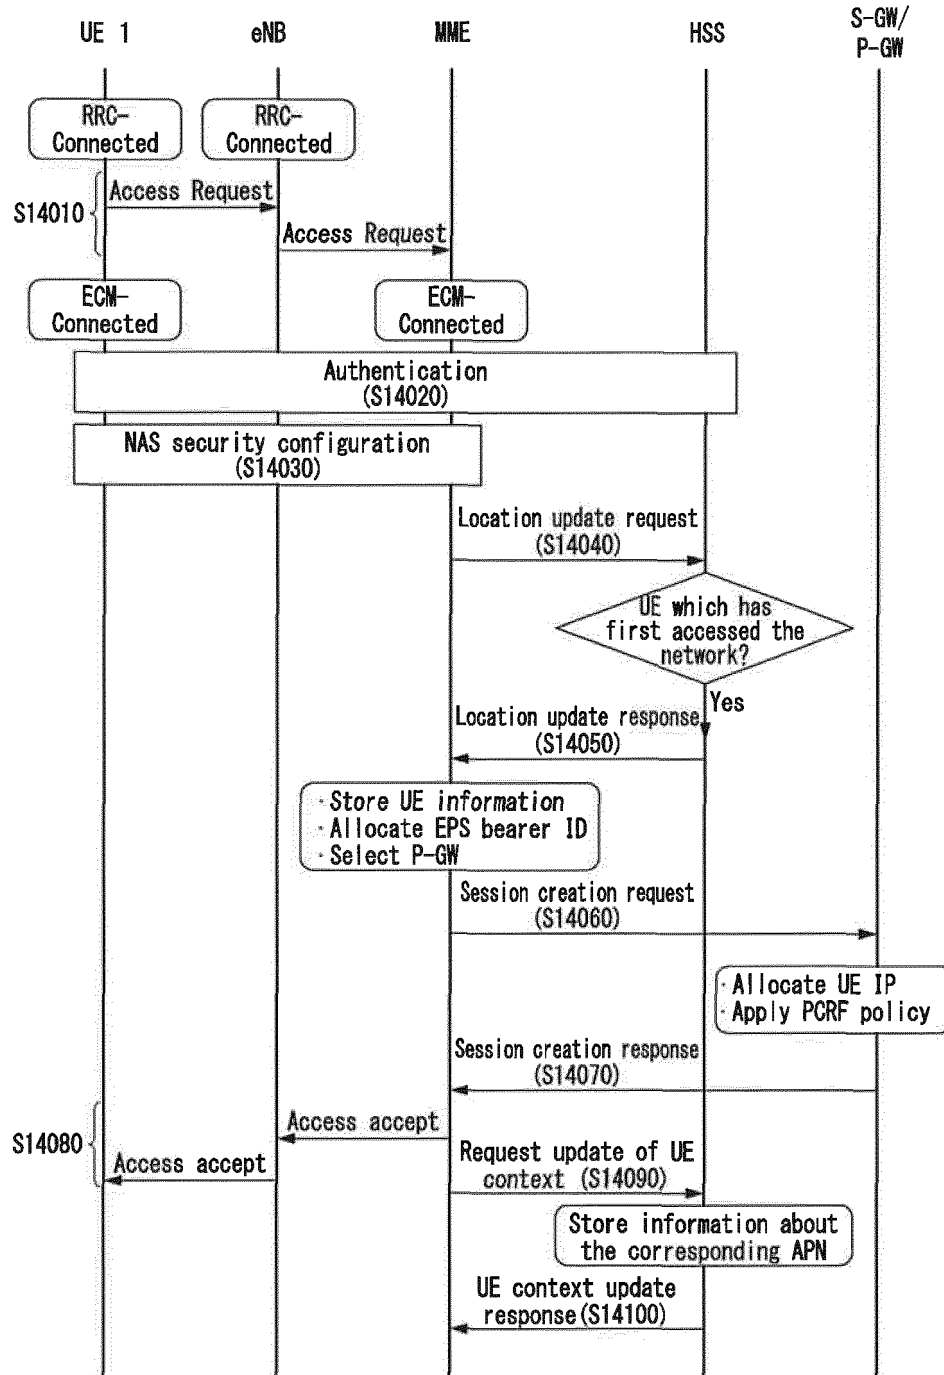 UE 1
eNB
MME
HSS
S-GW/
P-GW
RRC-
Connected
RRC-
Connected
S14010
Access Request
Access Request
ECM-
Connected
ECM-
Connected
Authentication
(S14020)
NAS security configuration
(S14030)
Location update request
(S14040)
UE which has
first accessed the
network?
Yes
Location update response
(S14050)
· Store UE information
· Allocate EPS bearer ID
· Select P-GW
Session creation request
(S14060)
· Allocate UE IP
· Apply PCRF policy
Session creation response
(S14070)
S14080
Access accept
Access accept
Request update of UE
context (S14090)
Store information about
the corresponding APN
UE context update
response(S14100)